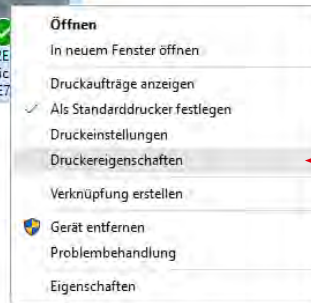 Öffnen
In neuem Fenster öffnen
Druckaufträge anzeigen
Als Standarddrucker festlegen
Druckeinstellungen
Druckereigenschaften
Verknüpfung erstellen
Gerät entfernen
Problembehandlung
Eigenschaften